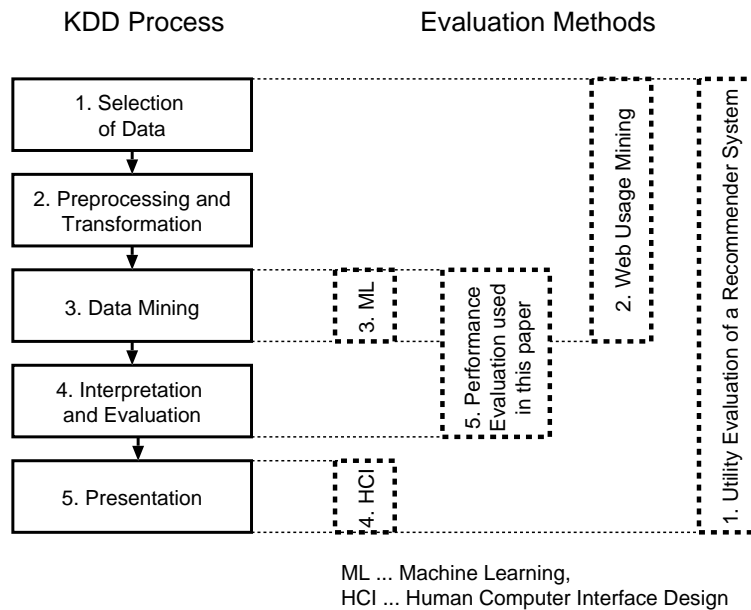 KDD Process
Evaluation Methods
1. Selection
of Data
2. Preprocessing and
Transformation
3. Data Mining
4. Interpretation
and Evaluation
5. Presentation
3. ML
4. HCI
5. Performance
Evaluation used
in this paper
2. Web Usage Mining
1. Utility Evaluation of a Recommender System
ML ... Machine Learning,
HCI ... Human Computer Interface Design